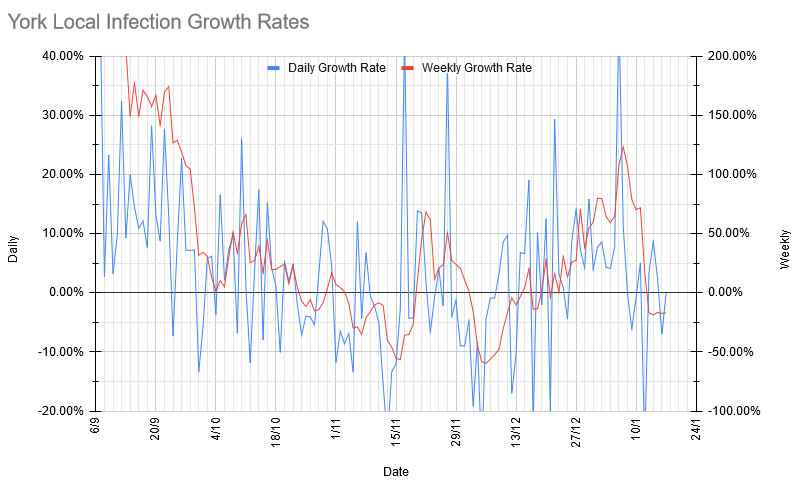 York Local Infection Growth Rates
Daily Growth Rate Weekly Growth Rate
40.00% 200.00%
30.00% 150.00%
20.00% 100.00%
10.00% 50.00%
0.00% 0.00%
-10.00% -50.00%
-20.00% -100.00%
Daily
Weekly
6/9 20/9 4/10 18/10 1/11 15/11 29/11 13/12 27/12 10/1 24/1
Date